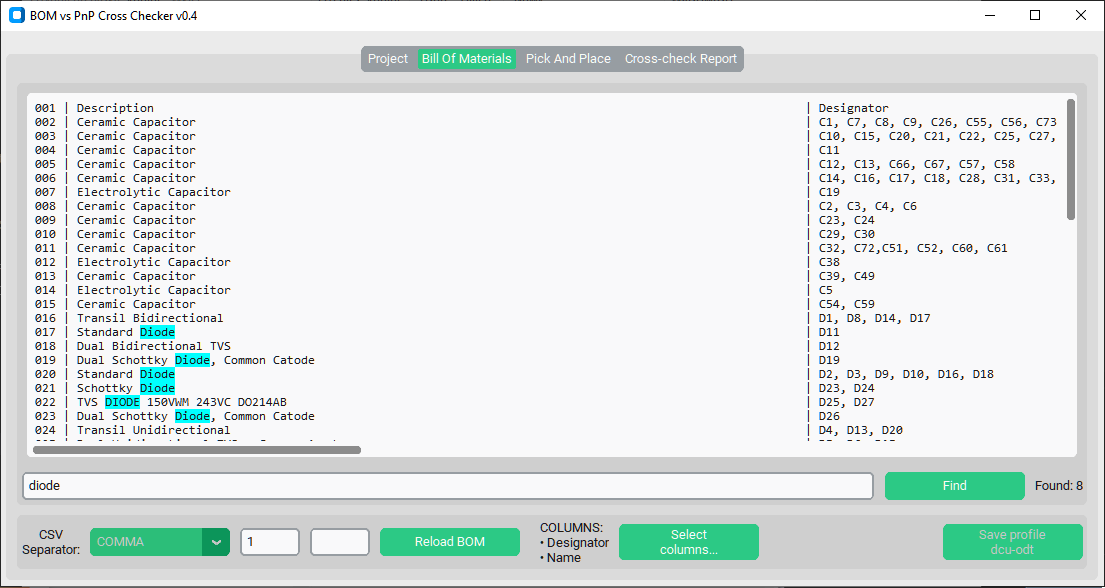 BOM vs PnP Cross Checker v0.4
Project Bill Of Materials Pick And Place Cross-check Report
001 | Description | Designator
002 | Ceramic Capacitor | C1, C7, C8, C9, C26, C55, C56, C73
003 | Ceramic Capacitor | C10, C15, C20, C21, C22, C25, C27,
004 | Ceramic Capacitor | C11
005 | Ceramic Capacitor | C12, C13, C66, C67, C57, C58
006 | Ceramic Capacitor | C14, C16, C17, C18, C28, C31, C33,
007 | Electrolytic Capacitor | C19
008 | Ceramic Capacitor | C2, C3, C4, C6
009 | Ceramic Capacitor | C23, C24
010 | Ceramic Capacitor | C29, C30
011 | Ceramic Capacitor | C32, C72,C51, C52, C60, C61
012 | Electrolytic Capacitor | C38
013 | Ceramic Capacitor | C39, C49
014 | Electrolytic Capacitor | C5
015 | Ceramic Capacitor | C54, C59
016 | Transil Bidirectional | D1, D8, D14, D17
017 | Standard Diode | D11
018 | Dual Bidirectional TVS | D12
019 | Dual Schottky Diode, Common Catode | D19
020 | Standard Diode | D2, D3, D9, D10, D16, D18
021 | Schottky Diode | D23, D24
022 | TVS DIODE 150VWM 243VC DO214AB | D25, D27
023 | Dual Schottky Diode, Common Catode | D26
024 | Transil Unidirectional | D4, D13, D20
diode Find Found: 8
CSV Separator: COMMA 1 Reload BOM COLUMNS:
• Designator
• Name
Select columns...
Save profile
dcu-odt